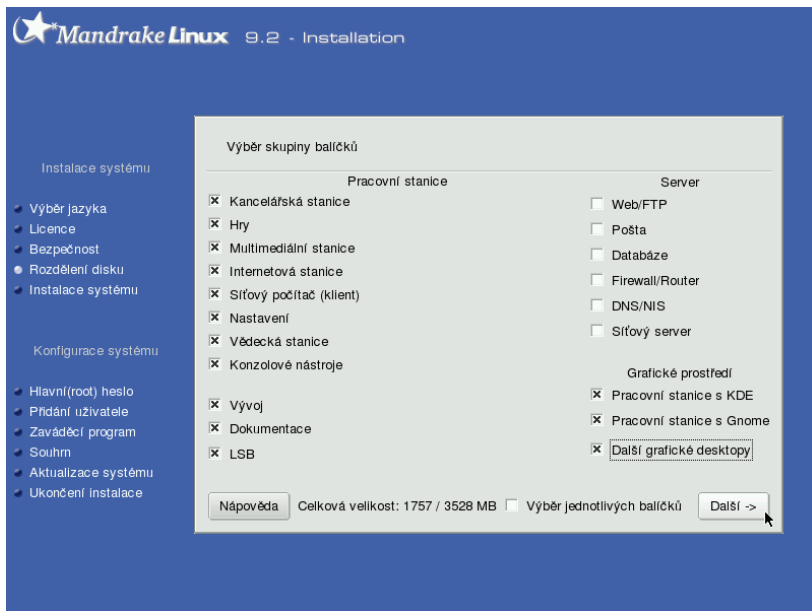 Mandrake Linux 9.2 - Installation
Instalace systému
Výběr jazyka
Licence
Bezpečnost
Rozdělení disku
Instalace systému
Konfigurace systému
Hlavní(root) heslo
Přidání uživatele
Zaváděcí program
Souhrn
Aktualizace systému
Ukončení instalace
Výběr skupiny balíčků
Pracovní stanice
Kancelářská stanice
Hry
Multimediální stanice
Internetová stanice
Síťový počítač (klient)
Nastavení
Vědecká stanice
Konzolové nástroje
Vývoj
Dokumentace
LSB
Server
Web/FTP
Pošta
Databáze
Firewall/Router
DNS/NIS
Síťový server
Grafické prostředí
Pracovní stanice s KDE
Pracovní stanice s Gnome
Další grafické desktopy
Nápověda Celková velikost: 1757 / 3528 MB Výběr jednotlivých balíčků Další ->